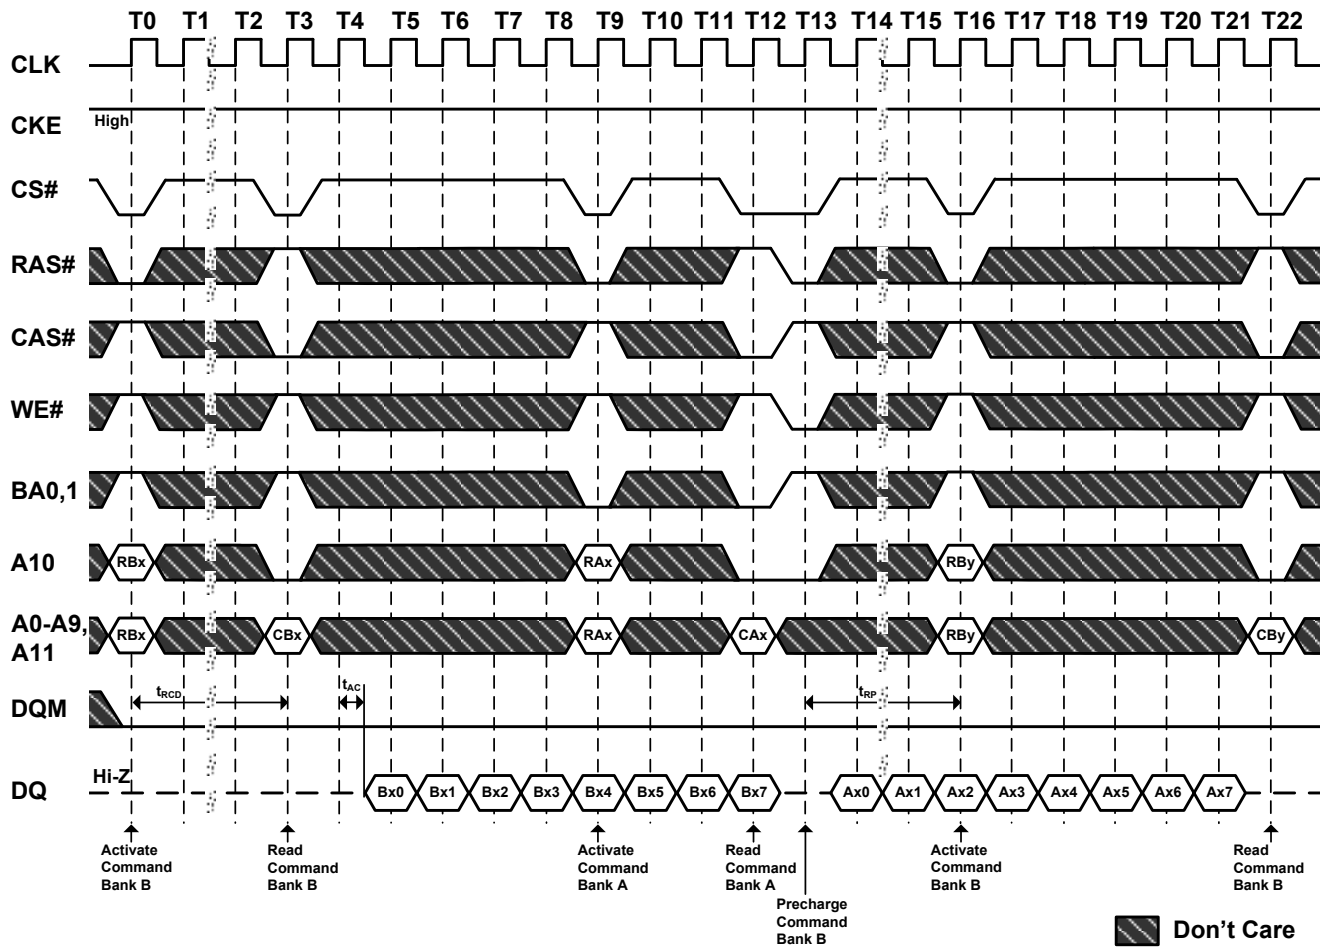 T0 T1 T2 T3 T4 T5 T6 T7 T8 T9 T10 T11 T12 T13 T14 T15 T16 T17 T18 T19 T20 T21 T22
CLK
CKE High
CS#
RAS#
CAS#
WE#
BA0,1
A10 RBx RAx RBy
A0-A9,
A11 RBx CBx RAx CAx RBy CBy
DQM tRCD tAC tRP
Hi-Z
DQ Bx0 Bx1 Bx2 Bx3 Bx4 Bx5 Bx6 Bx7 Ax0 Ax1 Ax2 Ax3 Ax4 Ax5 Ax6 Ax7
Activate
Command
Bank B
Read
Command
Bank B
Activate
Command
Bank A
Read
Command
Bank A
Precharge
Command
Bank B
Activate
Command
Bank B
Read
Command
Bank B
Don't Care